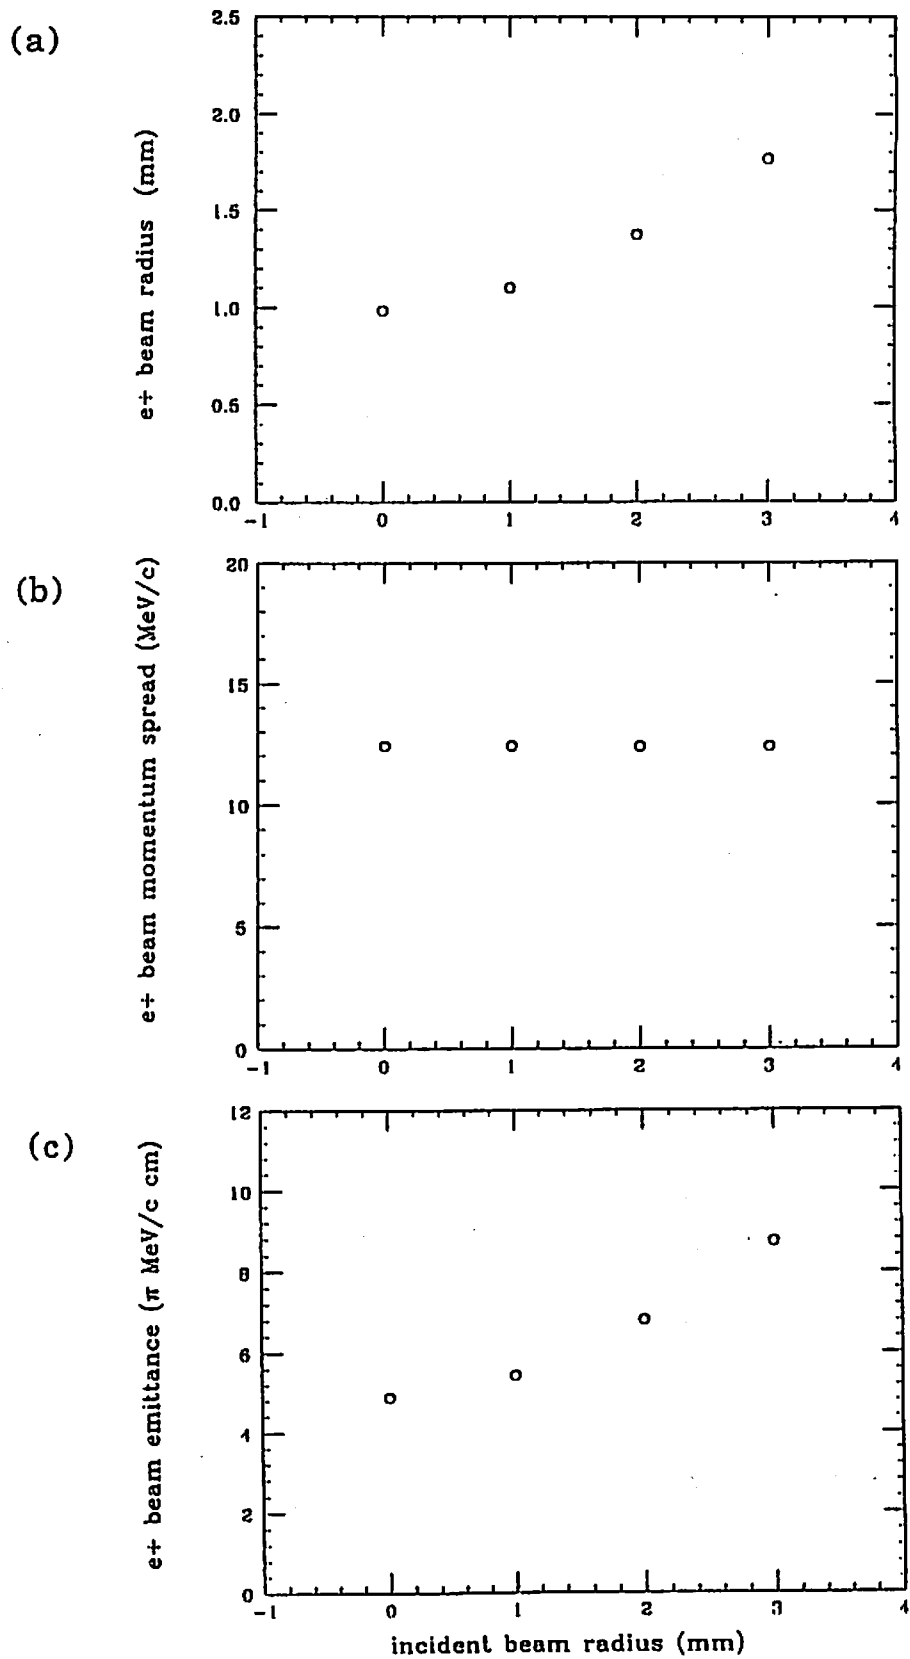 (a)
e+ beam radius (mm)
2.5
2.0
1.5
1.0
0.5
0.0
-1 0 1 2 3 4
(b)
e+ beam momentum spread (MeV/c)
20
15
10
5
0
-1 0 1 2 3 4
(c)
e+ beam emittance (π MeV/c cm)
12
10
8
6
4
2
0
-1 0 1 2 3 4
incident beam radius (mm)